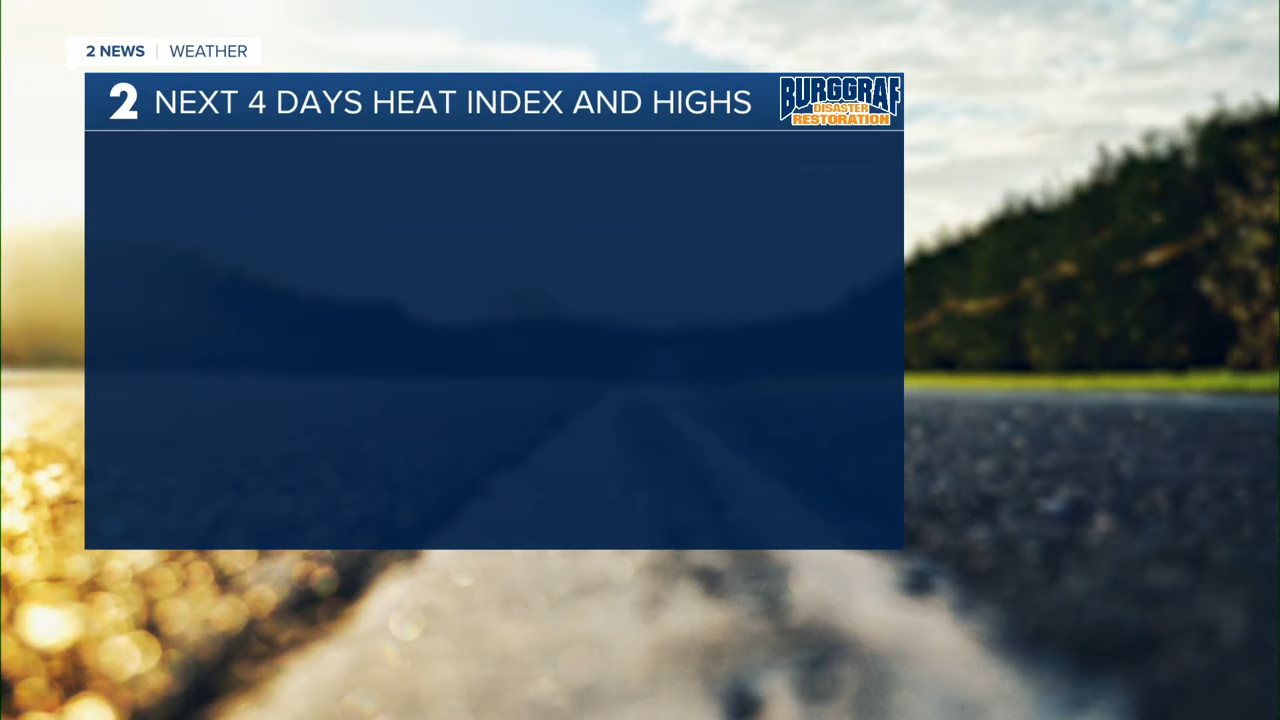 2 NEWS | WEATHER
2 NEXT 4 DAYS HEAT INDEX AND HIGHS
BURGGRAF
DISASTER
RESTORATION